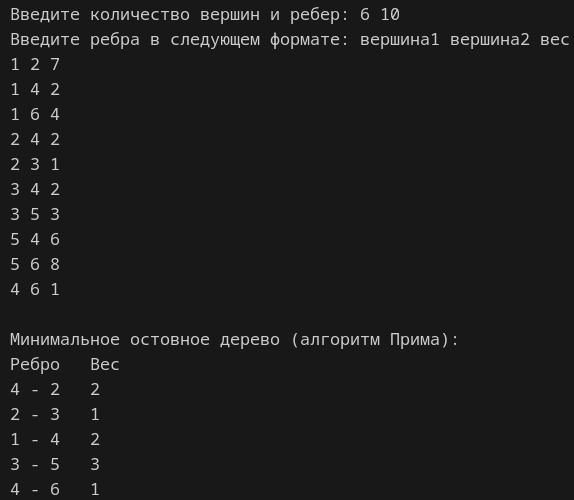 Введите количество вершин и ребер: 6 10
Введите ребра в следующем формате: вершина1 вершина2 вес
1 2 7
1 4 2
1 6 4
2 4 2
2 3 1
3 4 2
3 5 3
5 4 6
5 6 8
4 6 1
Минимальное остовное дерево (алгоритм Прима):
Ребро   Вес
4 - 2   2
2 - 3   1
1 - 4   2
3 - 5   3
4 - 6   1